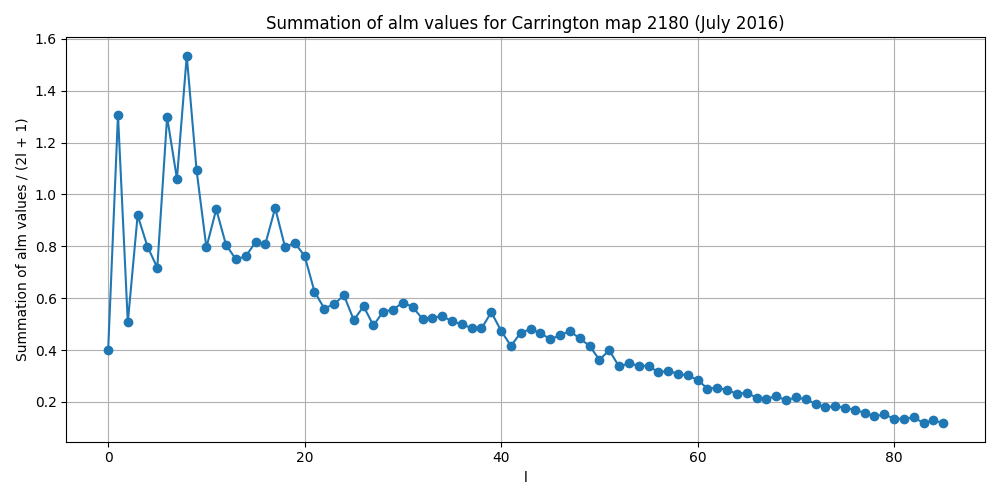 Summation of alm values for Carrington map 2180 (July 2016)
Summation of alm values / (2l + 1)
1.6
1.4
1.2
1.0
0.8
0.6
0.4
0.2
0 20 40 60 80
l